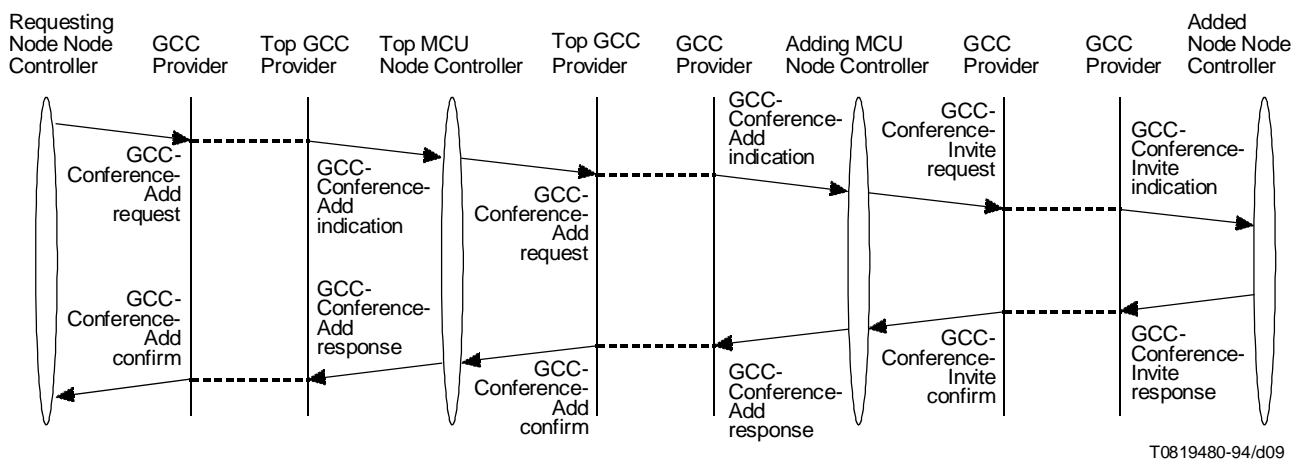 Requesting
Node Node
Controller
GCC
Provider
Top GCC
Provider
Top MCU
Node Controller
Top GCC
Provider
GCC
Provider
Adding MCU
Node Controller
GCC
Provider
GCC
Provider
Added
Node Node
Controller
GCC-
Conference-
Add
request
GCC-
Conference-
Add
indication
GCC-
Conference-
Add
request
GCC-
Conference-
Add
indication
GCC-
Conference-
Invite
request
GCC-
Conference-
Invite
indication
GCC-
Conference-
Add
confirm
GCC-
Conference-
Add
response
GCC-
Conference-
Add
confirm
GCC-
Conference-
Add
response
GCC-
Conference-
Invite
confirm
GCC-
Conference-
Invite
response
T0819480-94/d09